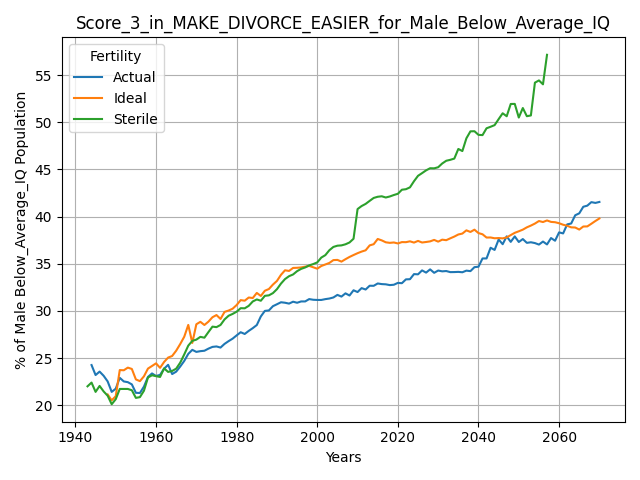 Score_3_in_MAKE_DIVORCE_EASIER_for_Male_Below_Average_IQ
Fertility
Actual
Ideal
Sterile
% of Male Below_Average_IQ Population
55
50
45
40
35
30
25
20
1940
1960
1980
2000
2020
2040
2060
Years